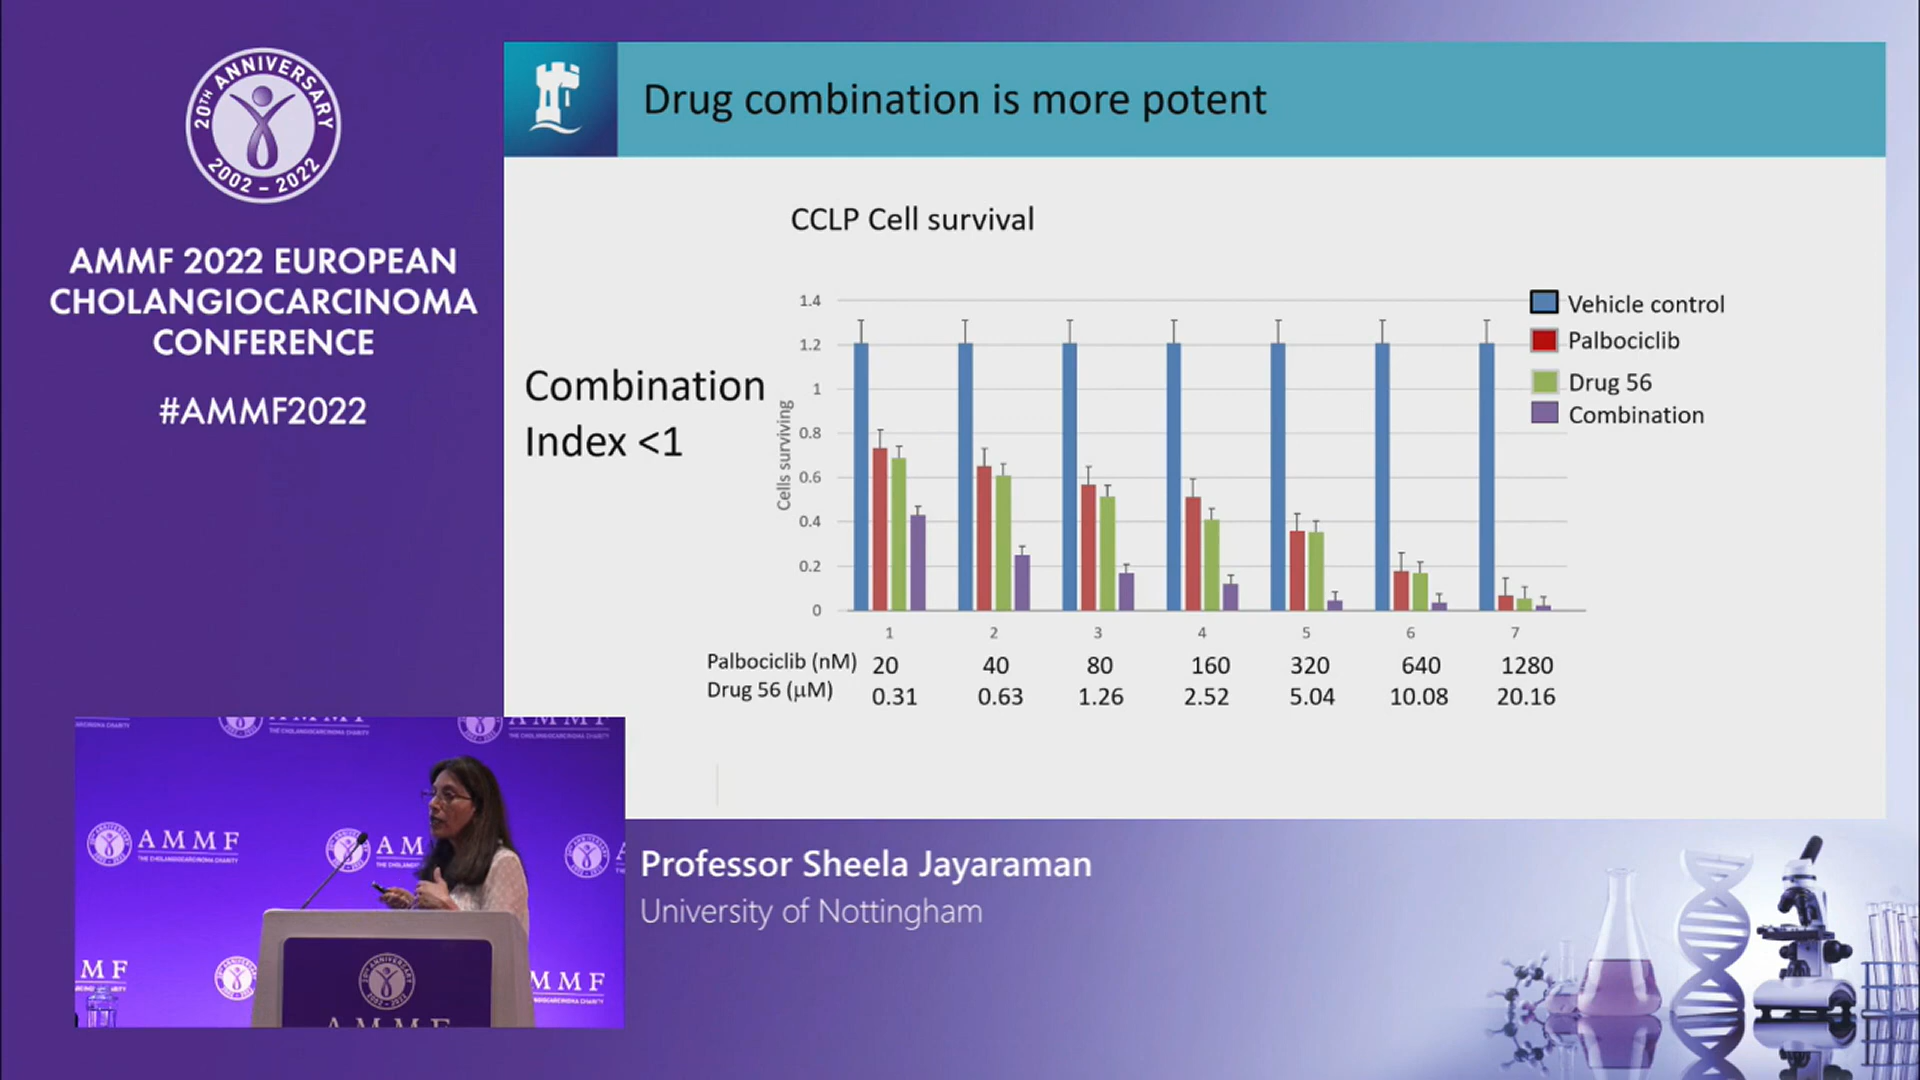 20TH ANNIVERSARY
2002 – 2022
AMMF 2022 EUROPEAN
CHOLANGIOCARCINOMA
CONFERENCE
#AMMF2022
Drug combination is more potent
CCLP Cell survival
Combination
Index <1
Cells surviving
1.4
1.2
1
0.8
0.6
0.4
0.2
0
Vehicle control
Palbociclib
Drug 56
Combination
1 2 3 4 5 6 7
Palbociclib (nM) 20 40 80 160 320 640 1280
Drug 56 (μM) 0.31 0.63 1.26 2.52 5.04 10.08 20.16
AMMF
THE CHOLANGIOCARCINOMA CHARITY
AMMF
Professor Sheela Jayaraman
University of Nottingham